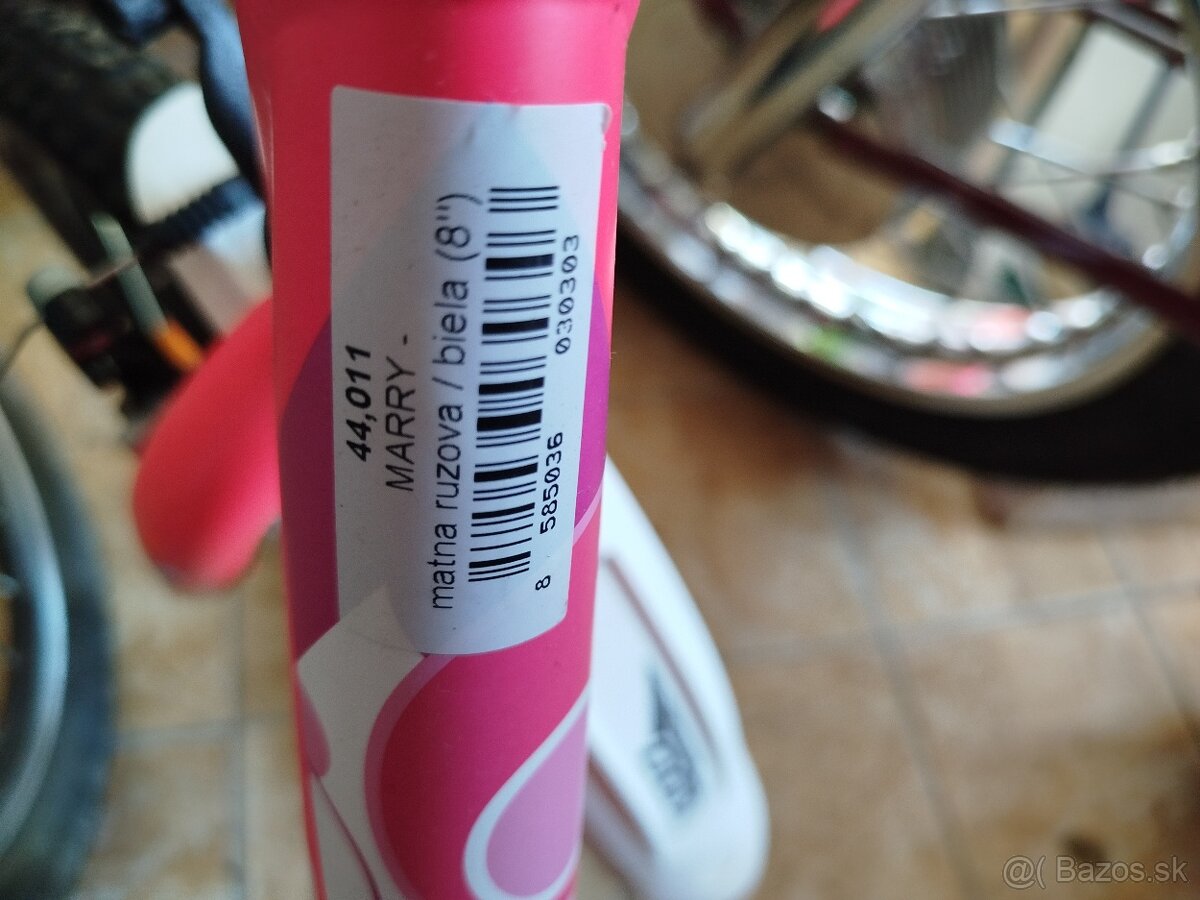 44,011
MARRY -
matna ruzova / biela (8'')
8 585036 030303
@( Bazos.sk